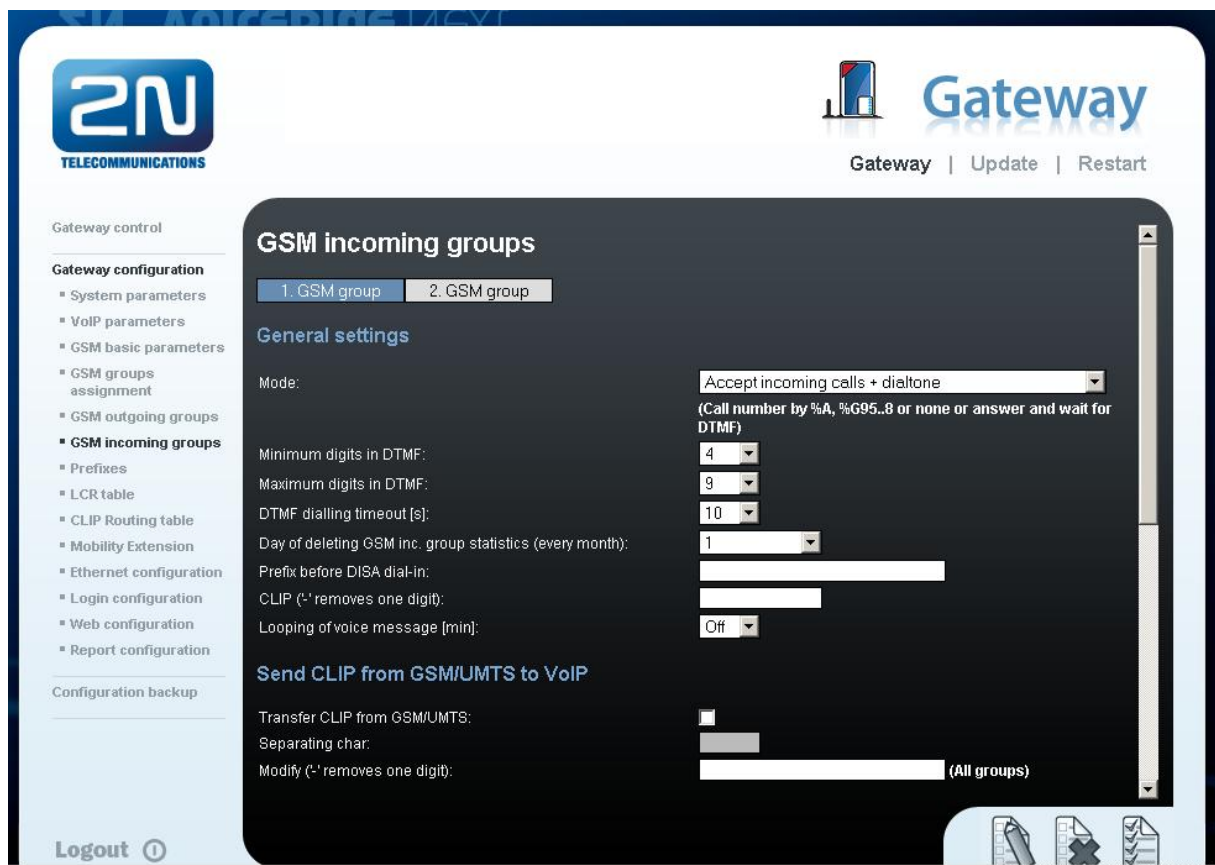 2N VOICEBLUE NEXT
2N
TELECOMMUNICATIONS
Gateway
Gateway | Update | Restart
Gateway control
Gateway configuration
System parameters
VoIP parameters
GSM basic parameters
GSM groups
assignment
GSM outgoing groups
GSM incoming groups
Prefixes
LCR table
CLIP Routing table
Mobility Extension
Ethernet configuration
Login configuration
Web configuration
Report configuration
Configuration backup
Logout
GSM incoming groups
1. GSM group 2. GSM group
General settings
Mode: Accept incoming calls + dialtone
(Call number by %A, %G95..8 or none or answer and wait for
DTMF)
Minimum digits in DTMF: 4
Maximum digits in DTMF: 9
DTMF dialling timeout [s]: 10
Day of deleting GSM inc. group statistics (every month): 1
Prefix before DISA dial-in:
CLIP ('-' removes one digit):
Looping of voice message [min]: Off
Send CLIP from GSM/UMTS to VoIP
Transfer CLIP from GSM/UMTS:
Separating char:
Modify ('-' removes one digit): (All groups)